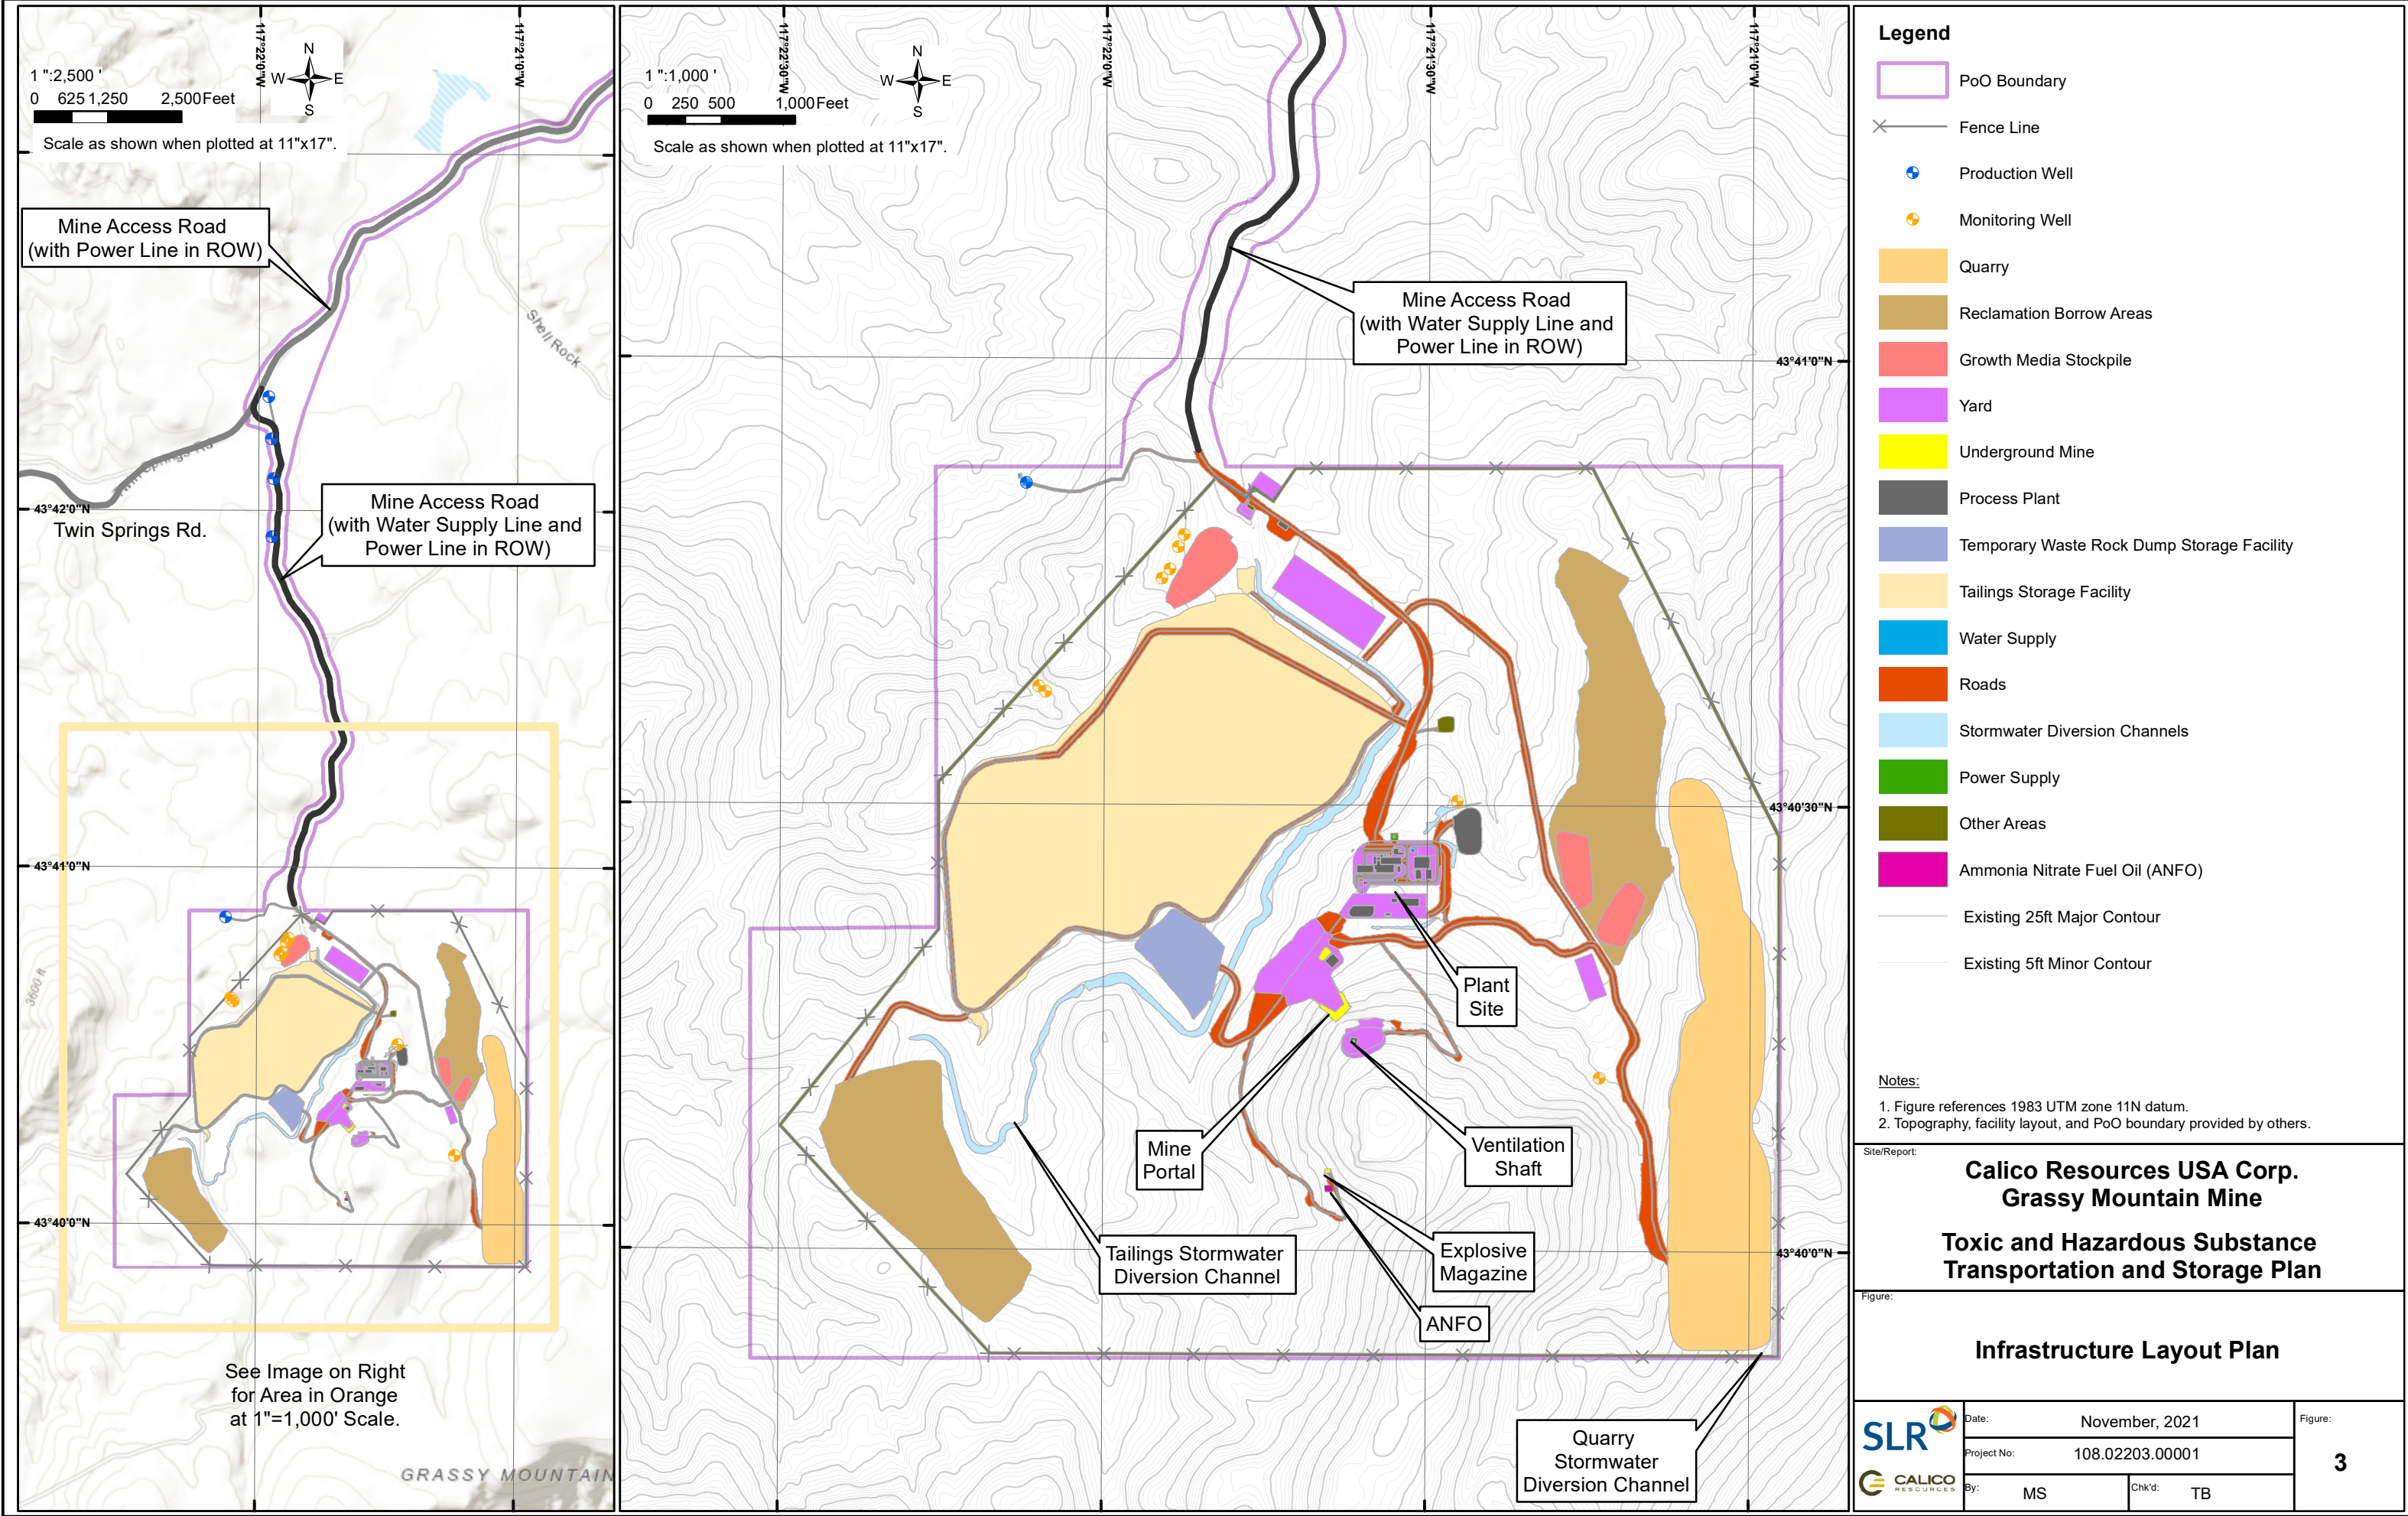 117°22'0"W
117°21'0"W
N
W E
S
1 ":2,500 '
0 625 1,250 2,500 Feet
Scale as shown when plotted at 11"x17".
Mine Access Road
(with Power Line in ROW)
Shell Rock
Springs Rd
43°42'0"N
Twin Springs Rd.
Mine Access Road
(with Water Supply Line and
Power Line in ROW)
43°41'0"N
3600 ft
43°40'0"N
See Image on Right
for Area in Orange
at 1"=1,000' Scale.
GRASSY MOUNTAIN
117°22'30"W
117°22'0"W
117°21'30"W
117°21'0"W
N
W E
S
1 ":1,000 '
0 250 500 1,000 Feet
Scale as shown when plotted at 11"x17".
Mine Access Road
(with Water Supply Line and
Power Line in ROW)
43°41'0"N
43°40'30"N
Plant
Site
Mine
Portal
Ventilation
Shaft
Tailings Stormwater
Diversion Channel
Explosive
Magazine
43°40'0"N
ANFO
Quarry
Stormwater
Diversion Channel
Legend
PoO Boundary
Fence Line
Production Well
Monitoring Well
Quarry
Reclamation Borrow Areas
Growth Media Stockpile
Yard
Underground Mine
Process Plant
Temporary Waste Rock Dump Storage Facility
Tailings Storage Facility
Water Supply
Roads
Stormwater Diversion Channels
Power Supply
Other Areas
Ammonia Nitrate Fuel Oil (ANFO)
Existing 25ft Major Contour
Existing 5ft Minor Contour
Notes:
1. Figure references 1983 UTM zone 11N datum.
2. Topography, facility layout, and PoO boundary provided by others.
Site/Report:
Calico Resources USA Corp.
Grassy Mountain Mine
Toxic and Hazardous Substance
Transportation and Storage Plan
Figure:
Infrastructure Layout Plan
SLR
CALICO
RESOURCES
Date: November, 2021
Project No: 108.02203.00001
By: MS Chk'd: TB
Figure:
3